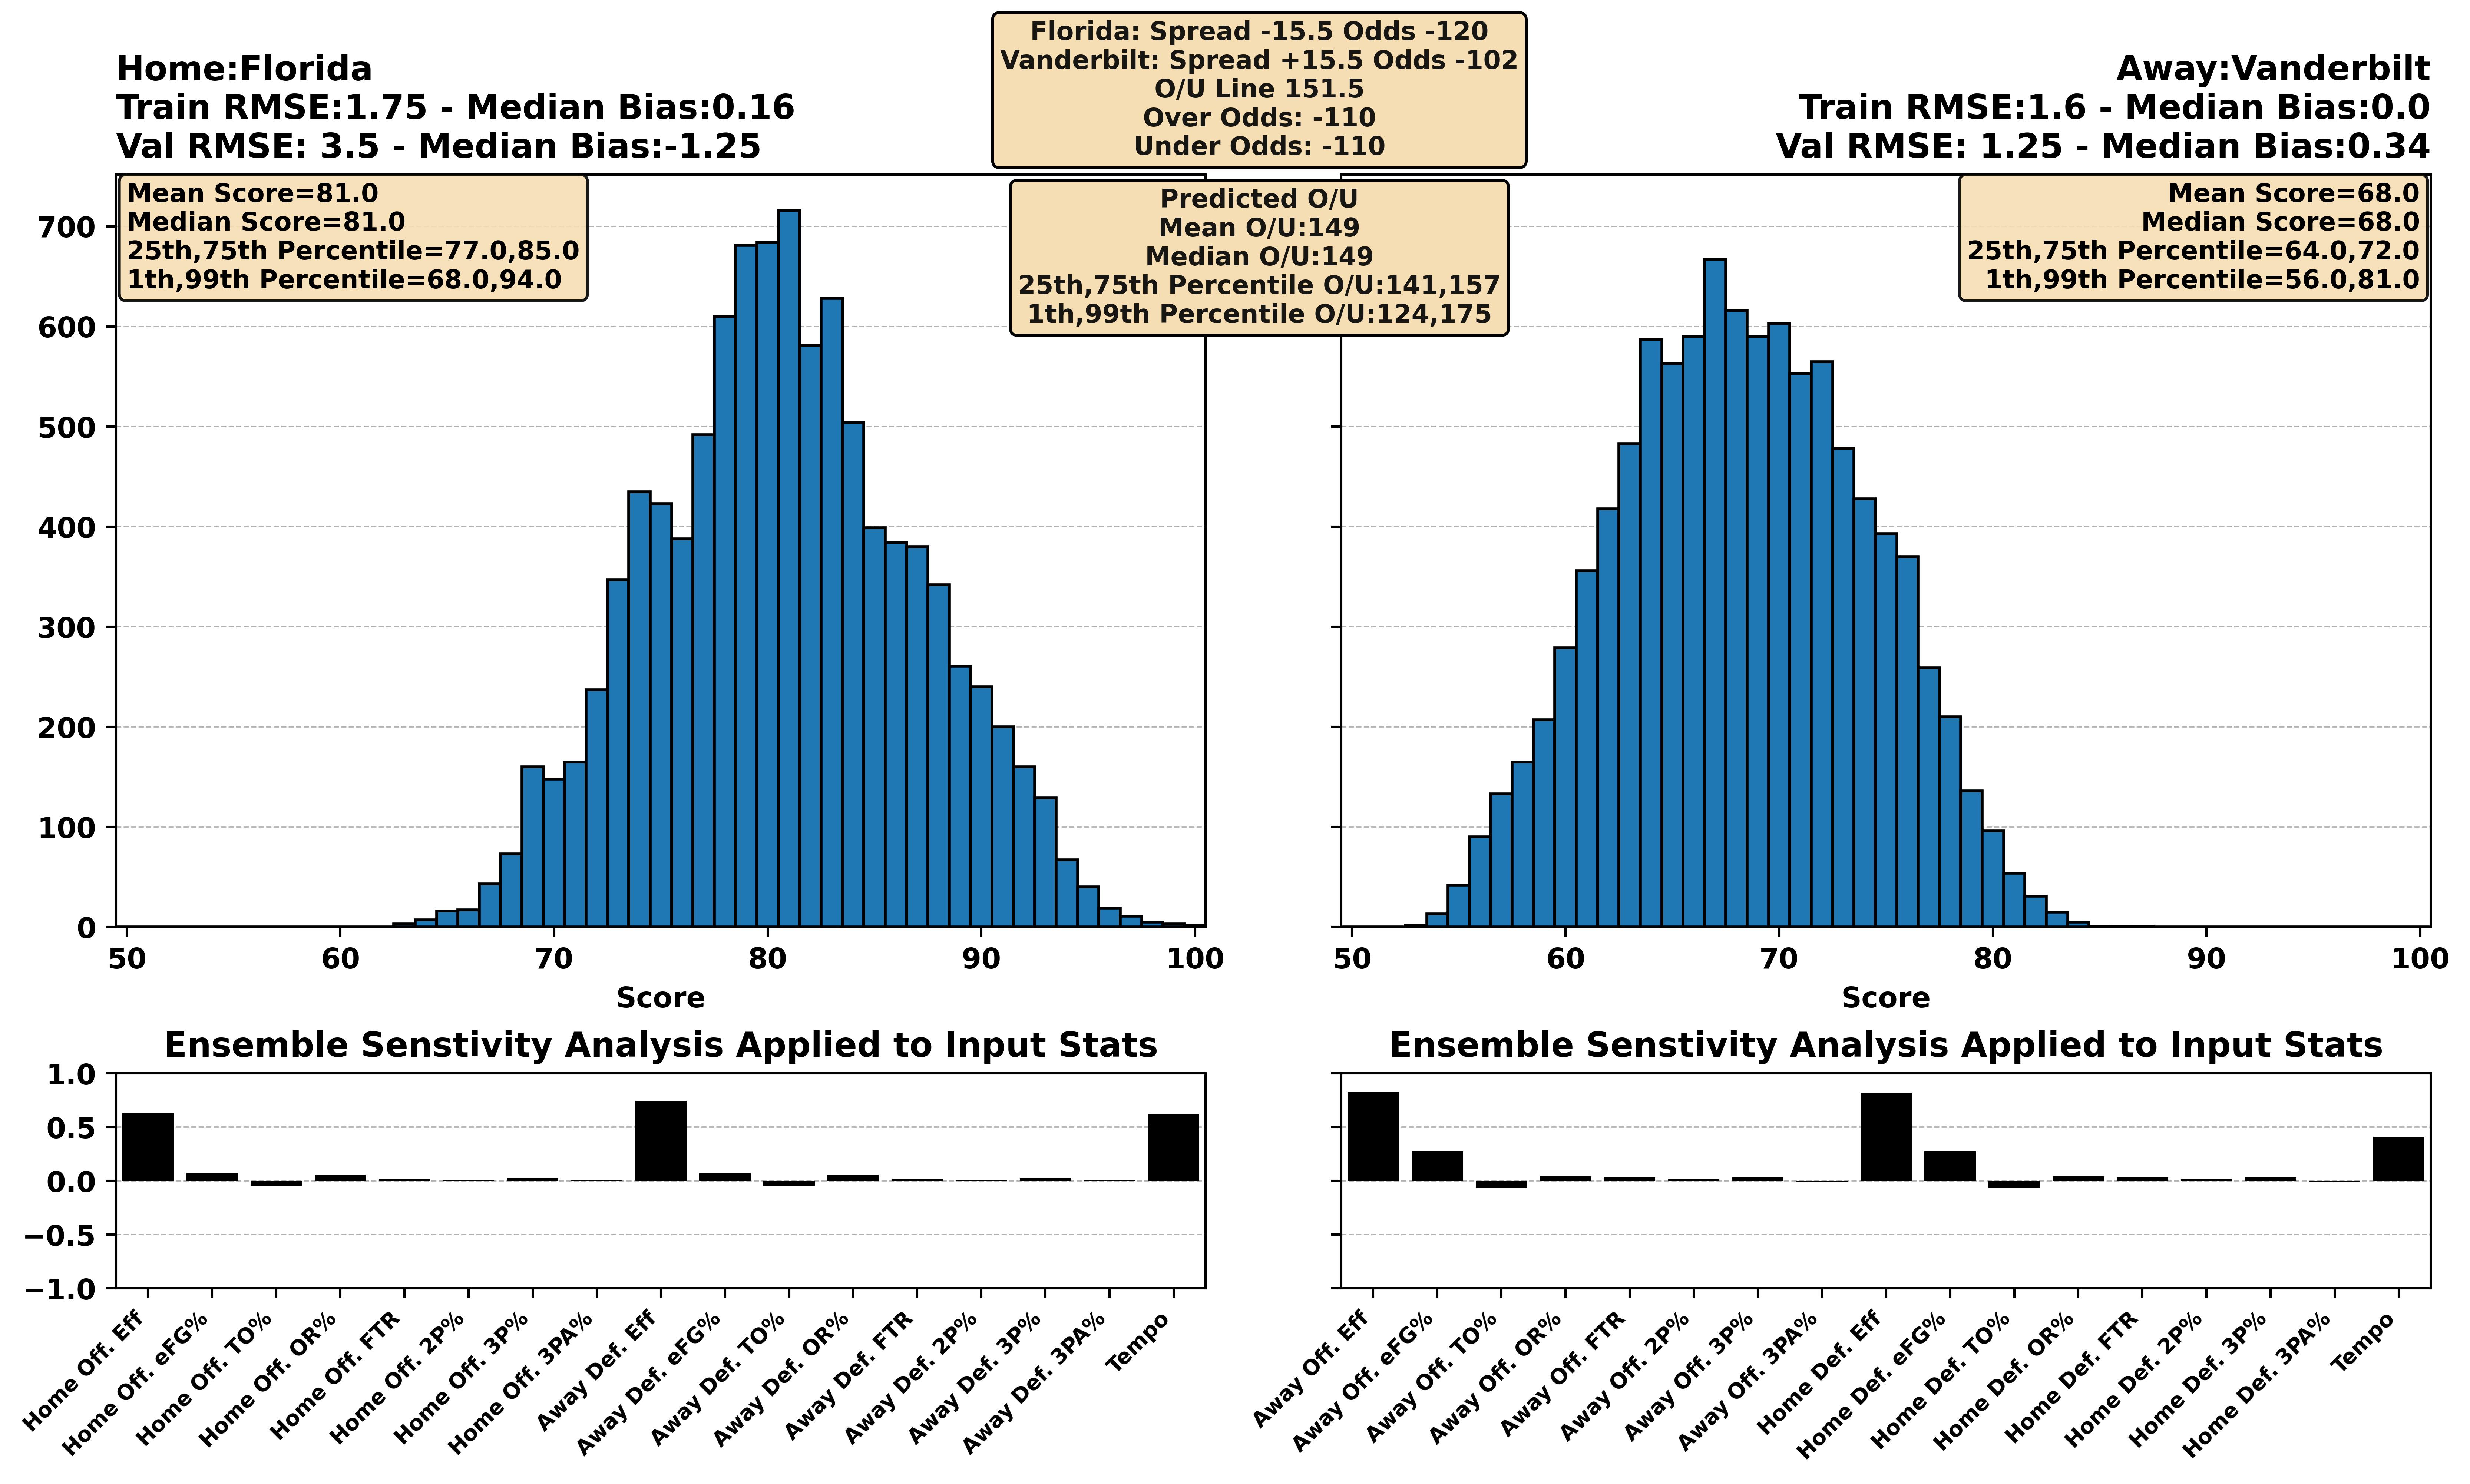 Florida: Spread -15.5 Odds -120
Vanderbilt: Spread +15.5 Odds -102
O/U Line 151.5
Over Odds: -110
Under Odds: -110
Home:Florida
Train RMSE:1.75 - Median Bias:0.16
Val RMSE: 3.5 - Median Bias:-1.25
Away:Vanderbilt
Train RMSE:1.6 - Median Bias:0.0
Val RMSE: 1.25 - Median Bias:0.34
Mean Score=81.0
Median Score=81.0
25th,75th Percentile=77.0,85.0
1th,99th Percentile=68.0,94.0
Predicted O/U
Mean O/U:149
Median O/U:149
25th,75th Percentile O/U:141,157
1th,99th Percentile O/U:124,175
Mean Score=68.0
Median Score=68.0
25th,75th Percentile=64.0,72.0
1th,99th Percentile=56.0,81.0
700
600
500
400
300
200
100
0
50 60 70 80 90 100
Score
50 60 70 80 90 100
Score
Ensemble Senstivity Analysis Applied to Input Stats
1.0
0.5
0.0
−0.5
−1.0
Home Off. Eff
Home Off. eFG%
Home Off. TO%
Home Off. OR%
Home Off. FTR
Home Off. 2P%
Home Off. 3P%
Home Off. 3PA%
Away Def. Eff
Away Def. eFG%
Away Def. TO%
Away Def. OR%
Away Def. FTR
Away Def. 2P%
Away Def. 3P%
Away Def. 3PA%
Tempo
Ensemble Senstivity Analysis Applied to Input Stats
Away Off. Eff
Away Off. eFG%
Away Off. TO%
Away Off. OR%
Away Off. FTR
Away Off. 2P%
Away Off. 3P%
Away Off. 3PA%
Home Def. Eff
Home Def. eFG%
Home Def. TO%
Home Def. OR%
Home Def. FTR
Home Def. 2P%
Home Def. 3P%
Home Def. 3PA%
Tempo